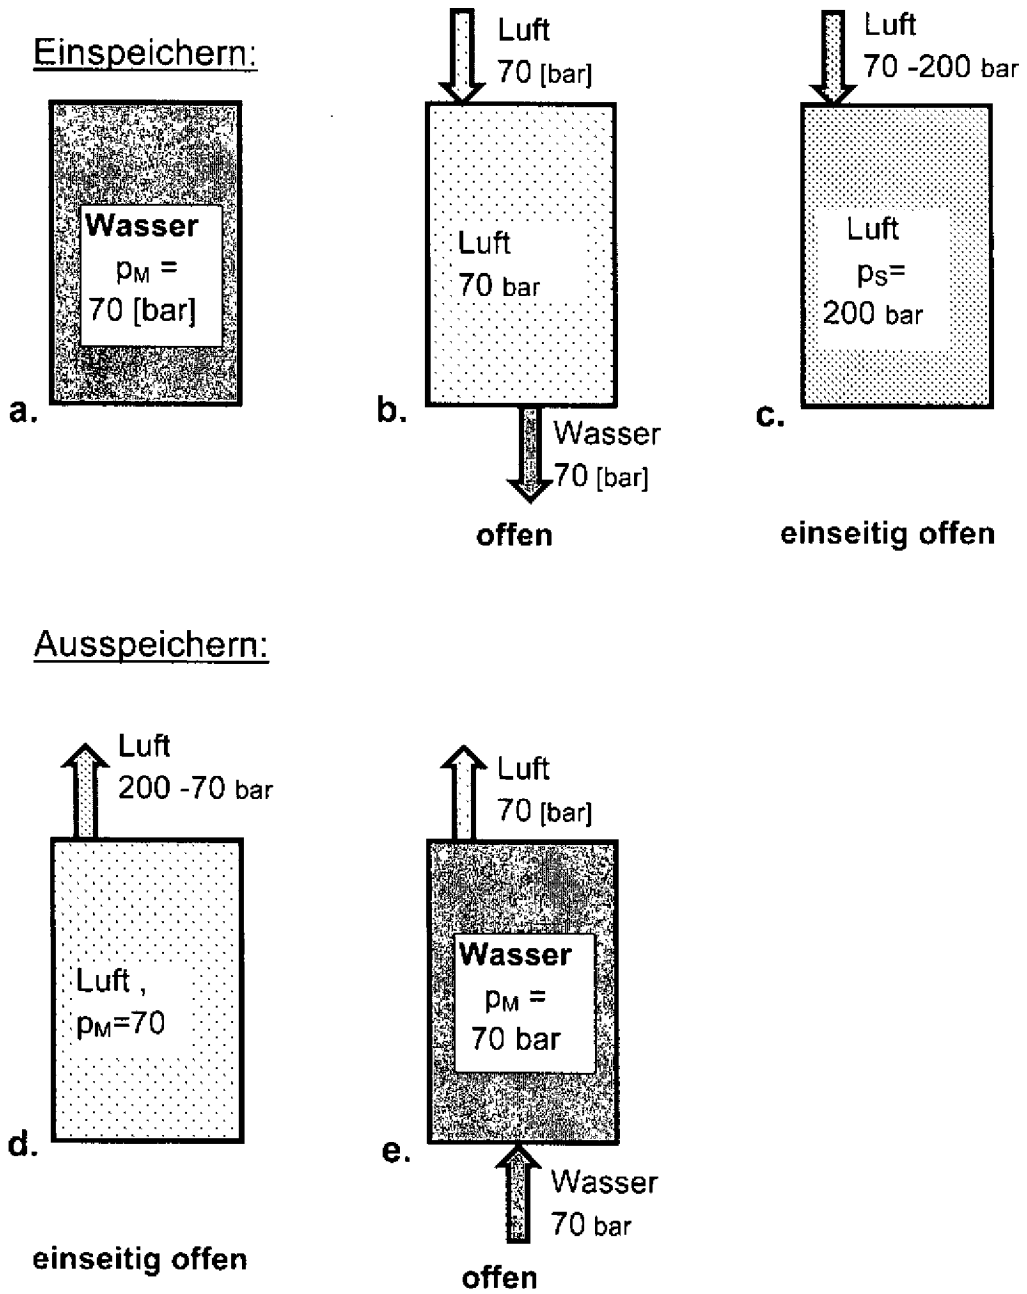 Einspeichern:
Wasser
pM =
70 [bar]
a.
Luft
70 [bar]
Luft
70 bar
b.
Wasser
70 [bar]
offen
Luft
70 -200 bar
Luft
pS=
200 bar
c.
einseitig offen
Ausspeichern:
Luft
200 -70 bar
Luft ,
pM=70
d.
einseitig offen
Luft
70 [bar]
Wasser
pM =
70 bar
e.
Wasser
70 bar
offen